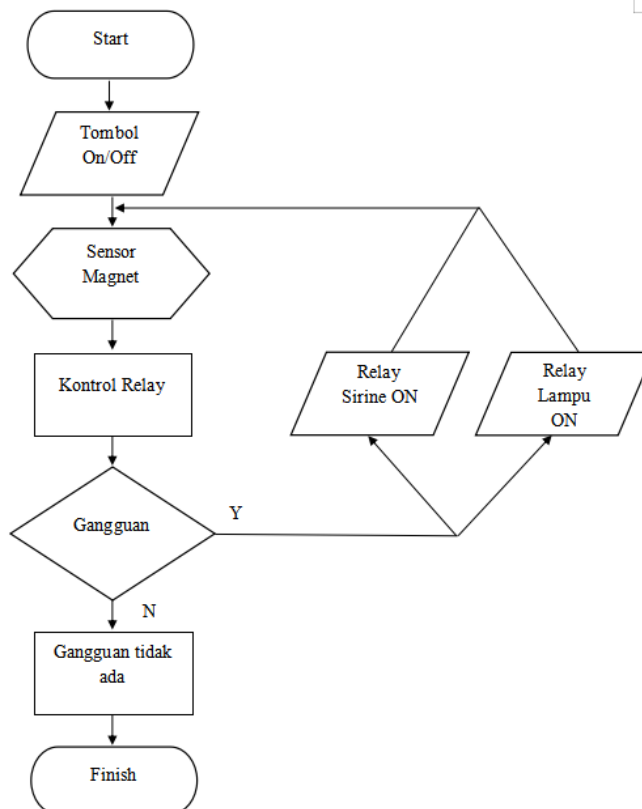 Start
Tombol
On/Off
Sensor
Magnet
Kontrol Relay
Relay
Sirine ON
Relay
Lampu
ON
Gangguan
Y
N
Gangguan tidak
ada
Finish